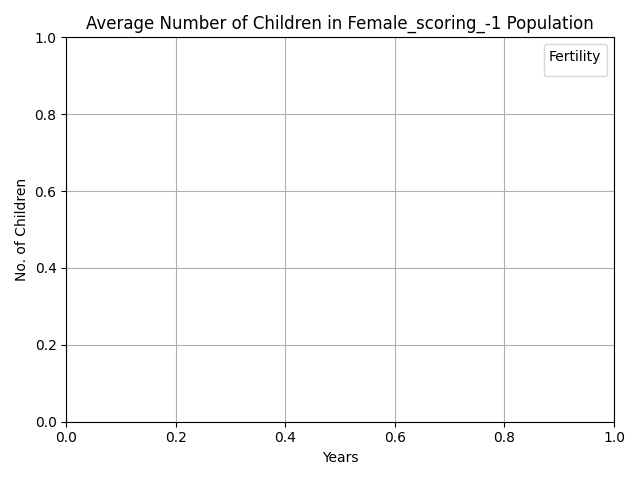 Average Number of Children in Female_scoring_-1 Population
Fertility
No. of Children
1.0
0.8
0.6
0.4
0.2
0.0
0.0 0.2 0.4 0.6 0.8 1.0
Years